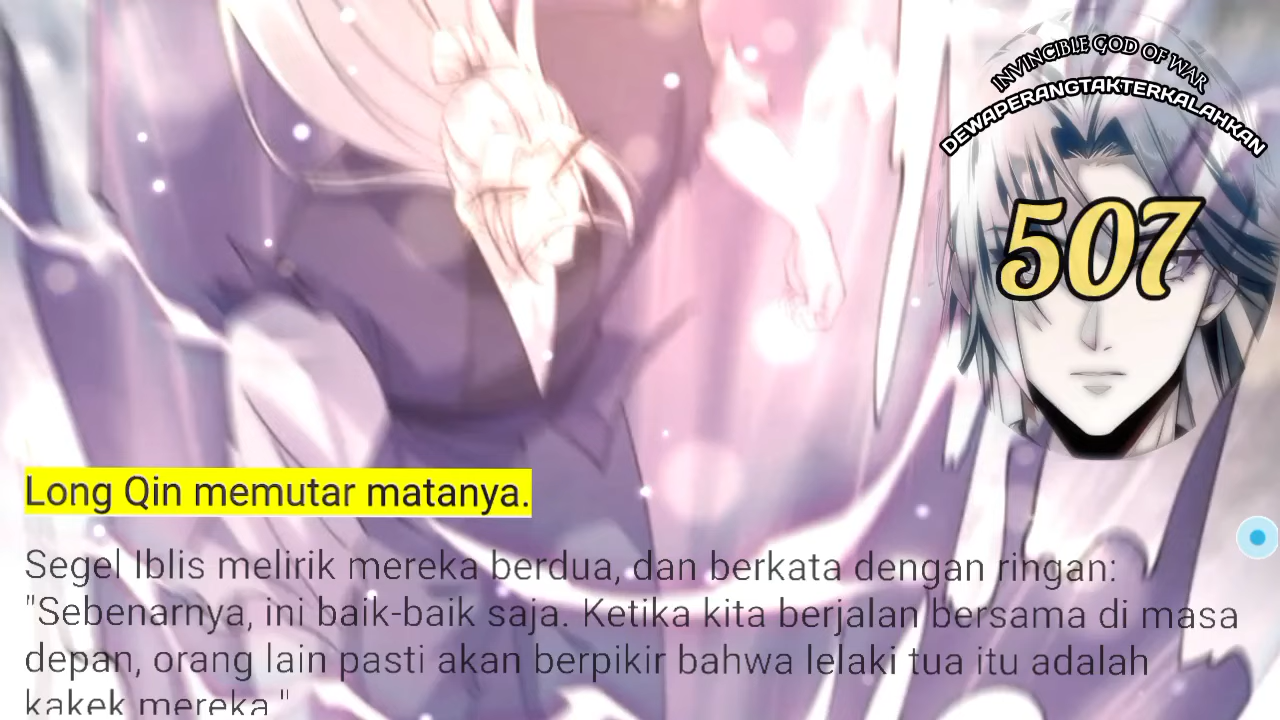 INVINCIBLE GOD OF WAR
DEWAPERANGTAKTERKALAHKAN
507
Long Qin memutar matanya.
Segel Iblis melirik mereka berdua, dan berkata dengan ringan:
"Sebenarnya, ini baik-baik saja. Ketika kita berjalan bersama di masa
depan, orang lain pasti akan berpikir bahwa lelaki tua itu adalah
kakek mereka."